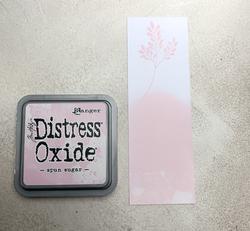 Ranger
Distress
Oxide
- spun sugar -